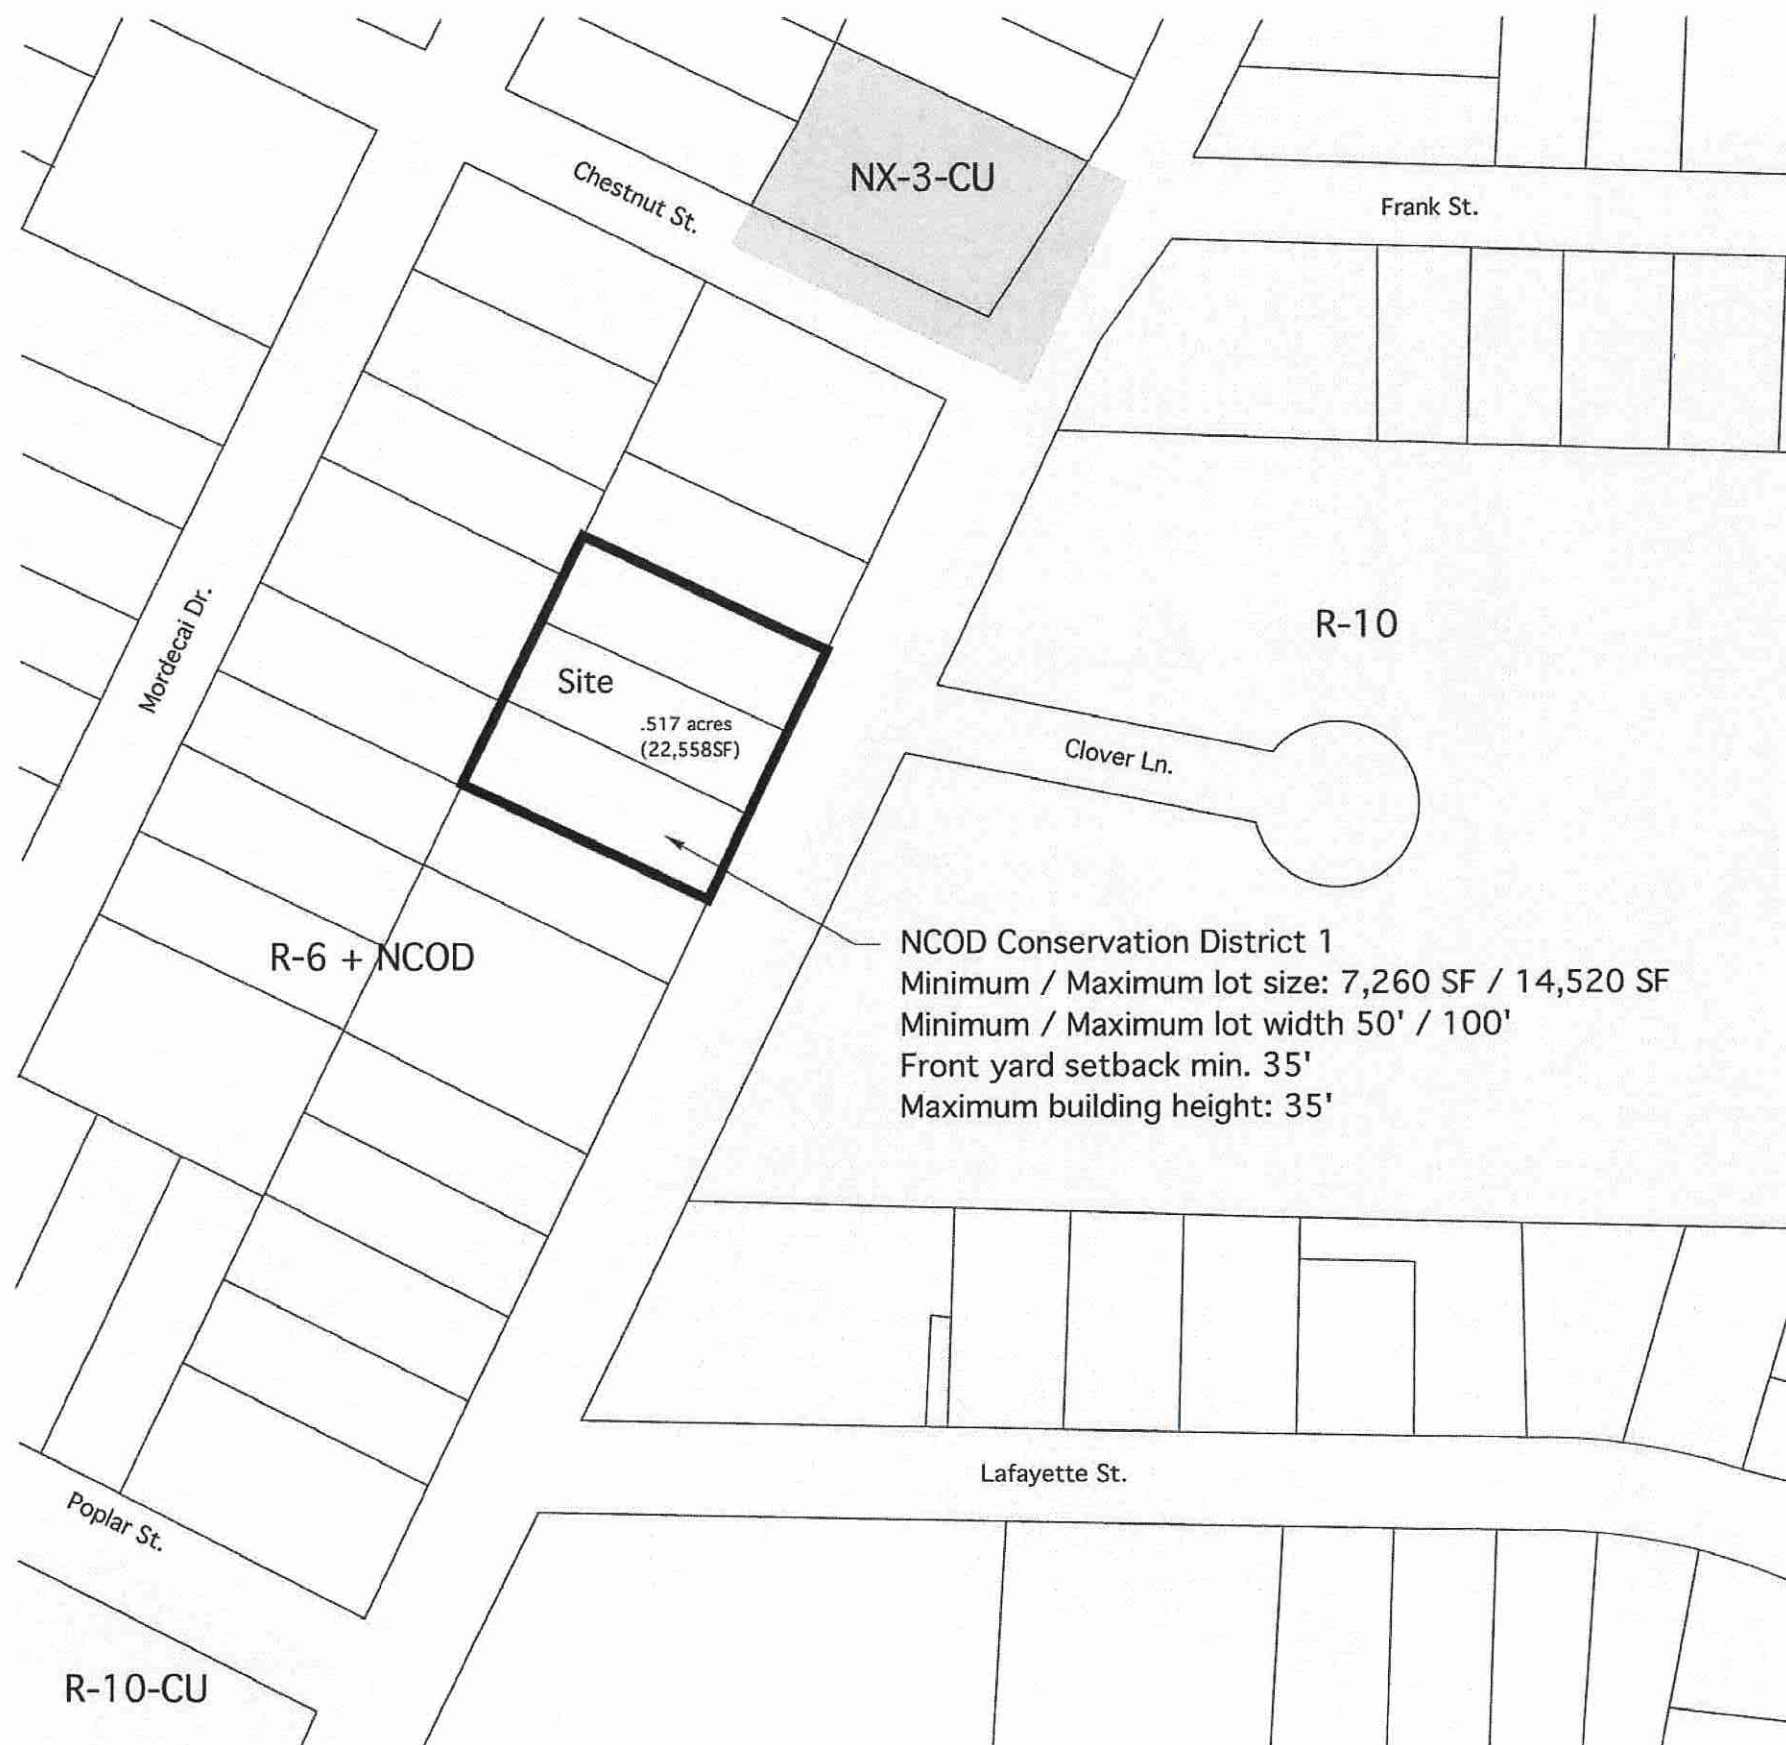 NX-3-CU
Chestnut St.
Frank St.
Mordecai Dr.
R-10
Site
.517 acres
(22,558SF)
Clover Ln.
NCOD Conservation District 1
Minimum / Maximum lot size: 7,260 SF / 14,520 SF
Minimum / Maximum lot width 50' / 100'
Front yard setback min. 35'
Maximum building height: 35'
R-6 + NCOD
Lafayette St.
Poplar St.
R-10-CU